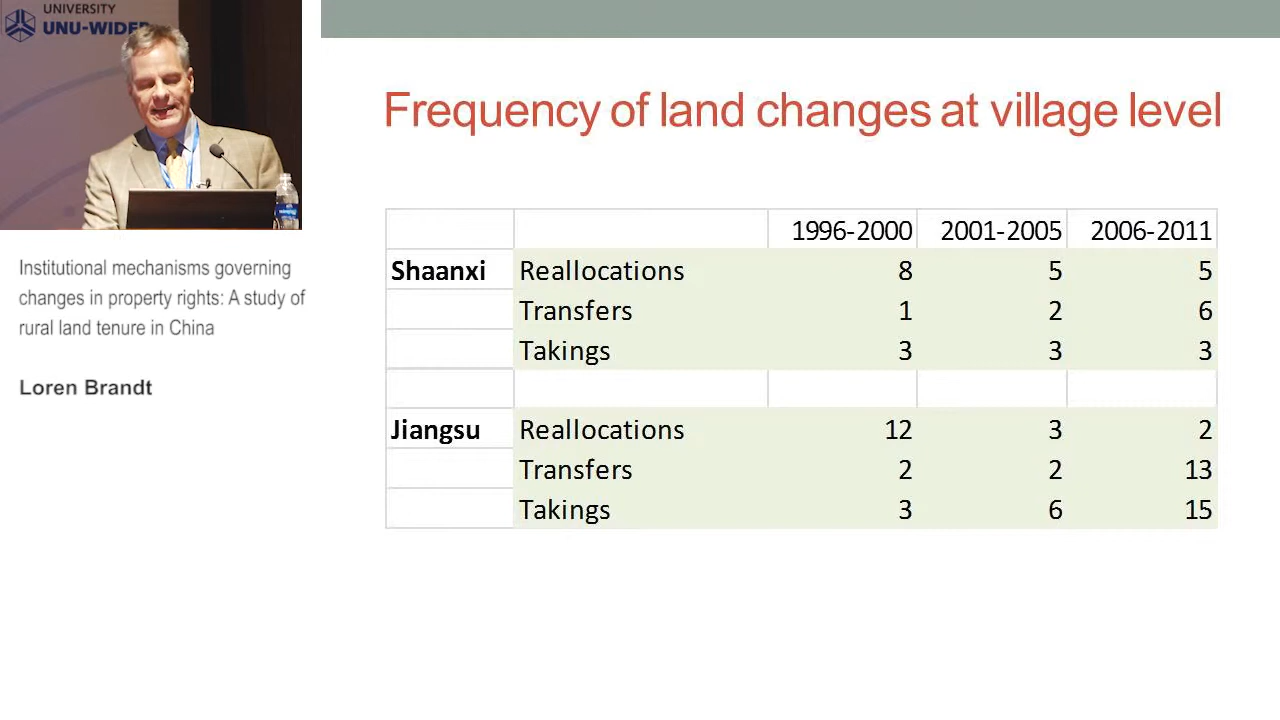 UNIVERSITY
UNU-WIDER
Institutional mechanisms governing
changes in property rights: A study of
rural land tenure in China
Loren Brandt
Frequency of land changes at village level
1996-2000 2001-2005 2006-2011
Shaanxi Reallocations 8 5 5
Transfers 1 2 6
Takings 3 3 3
Jiangsu Reallocations 12 3 2
Transfers 2 2 13
Takings 3 6 15